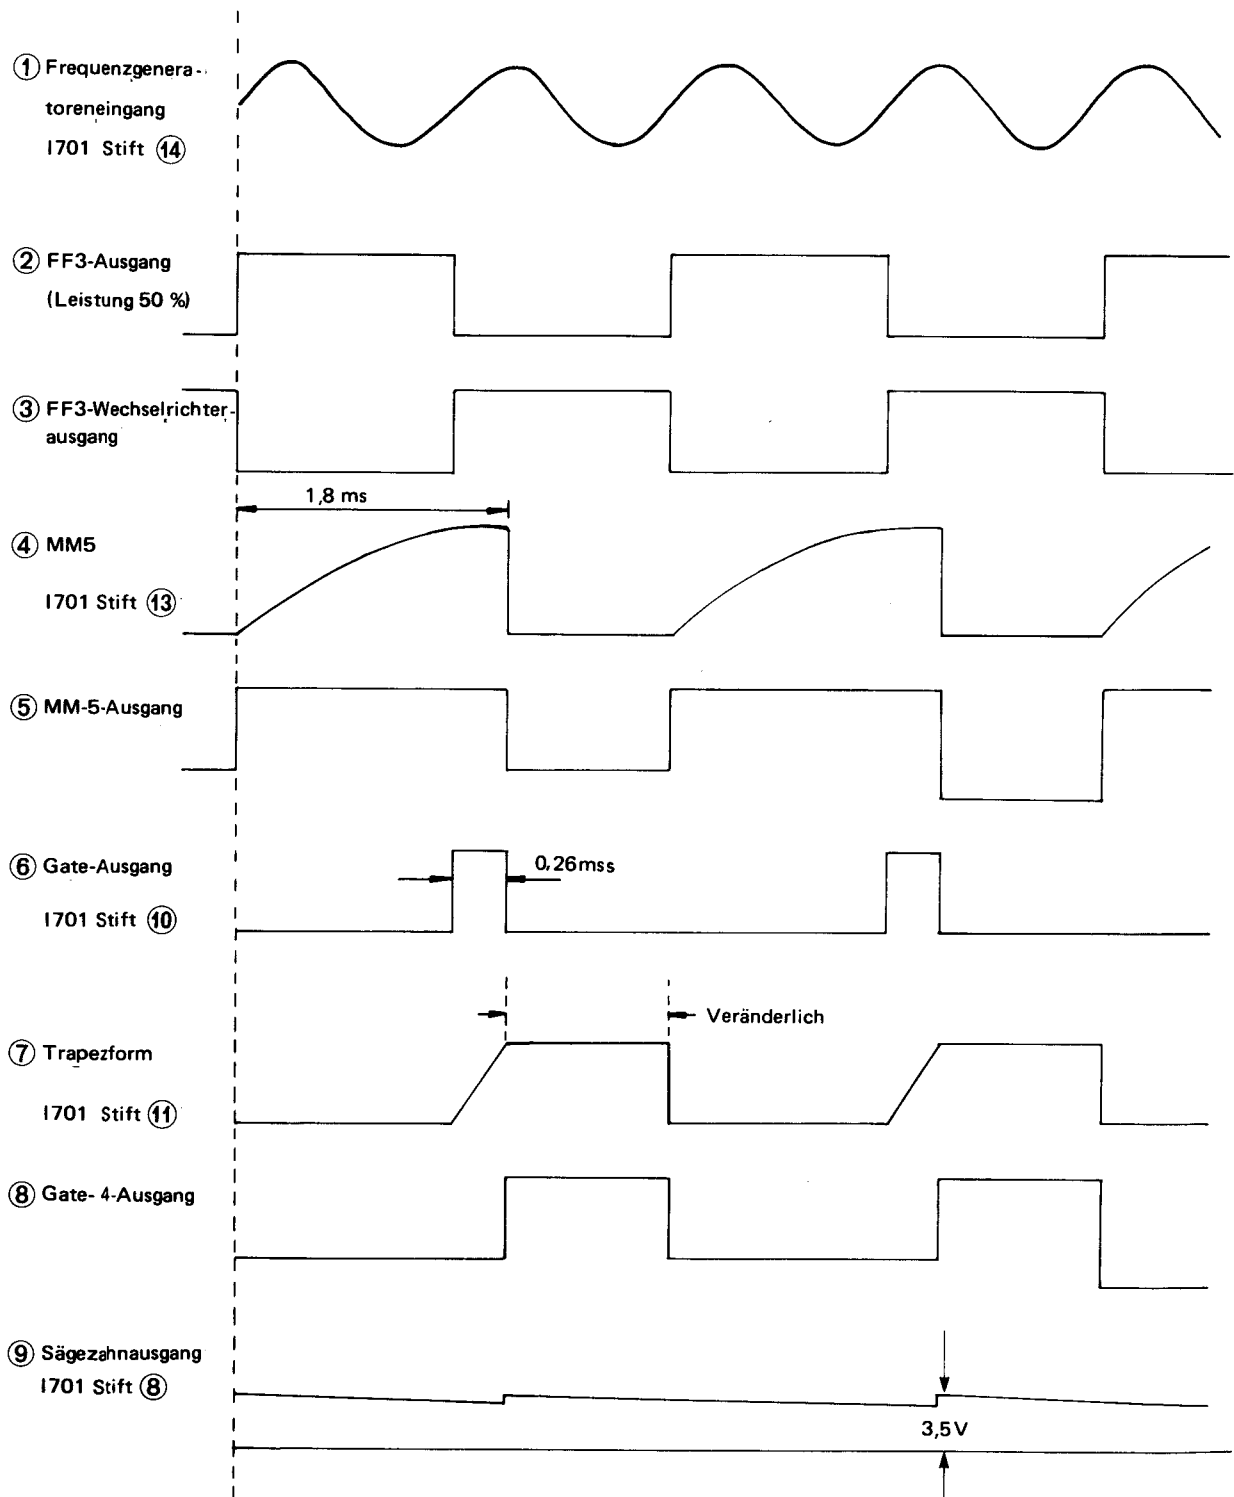 ① Frequenzgenera-
toreneingang
I701 Stift ⑭
② FF3-Ausgang
(Leistung 50 %)
③ FF3-Wechselrichter-
ausgang
1,8 ms
④ MM5
I701 Stift ⑬
⑤ MM-5-Ausgang
⑥ Gate-Ausgang
0,26mss
I701 Stift ⑩
Veränderlich
⑦ Trapezform
I701 Stift ⑪
⑧ Gate- 4-Ausgang
⑨ Sägezahnausgang
I701 Stift ⑧
3,5V